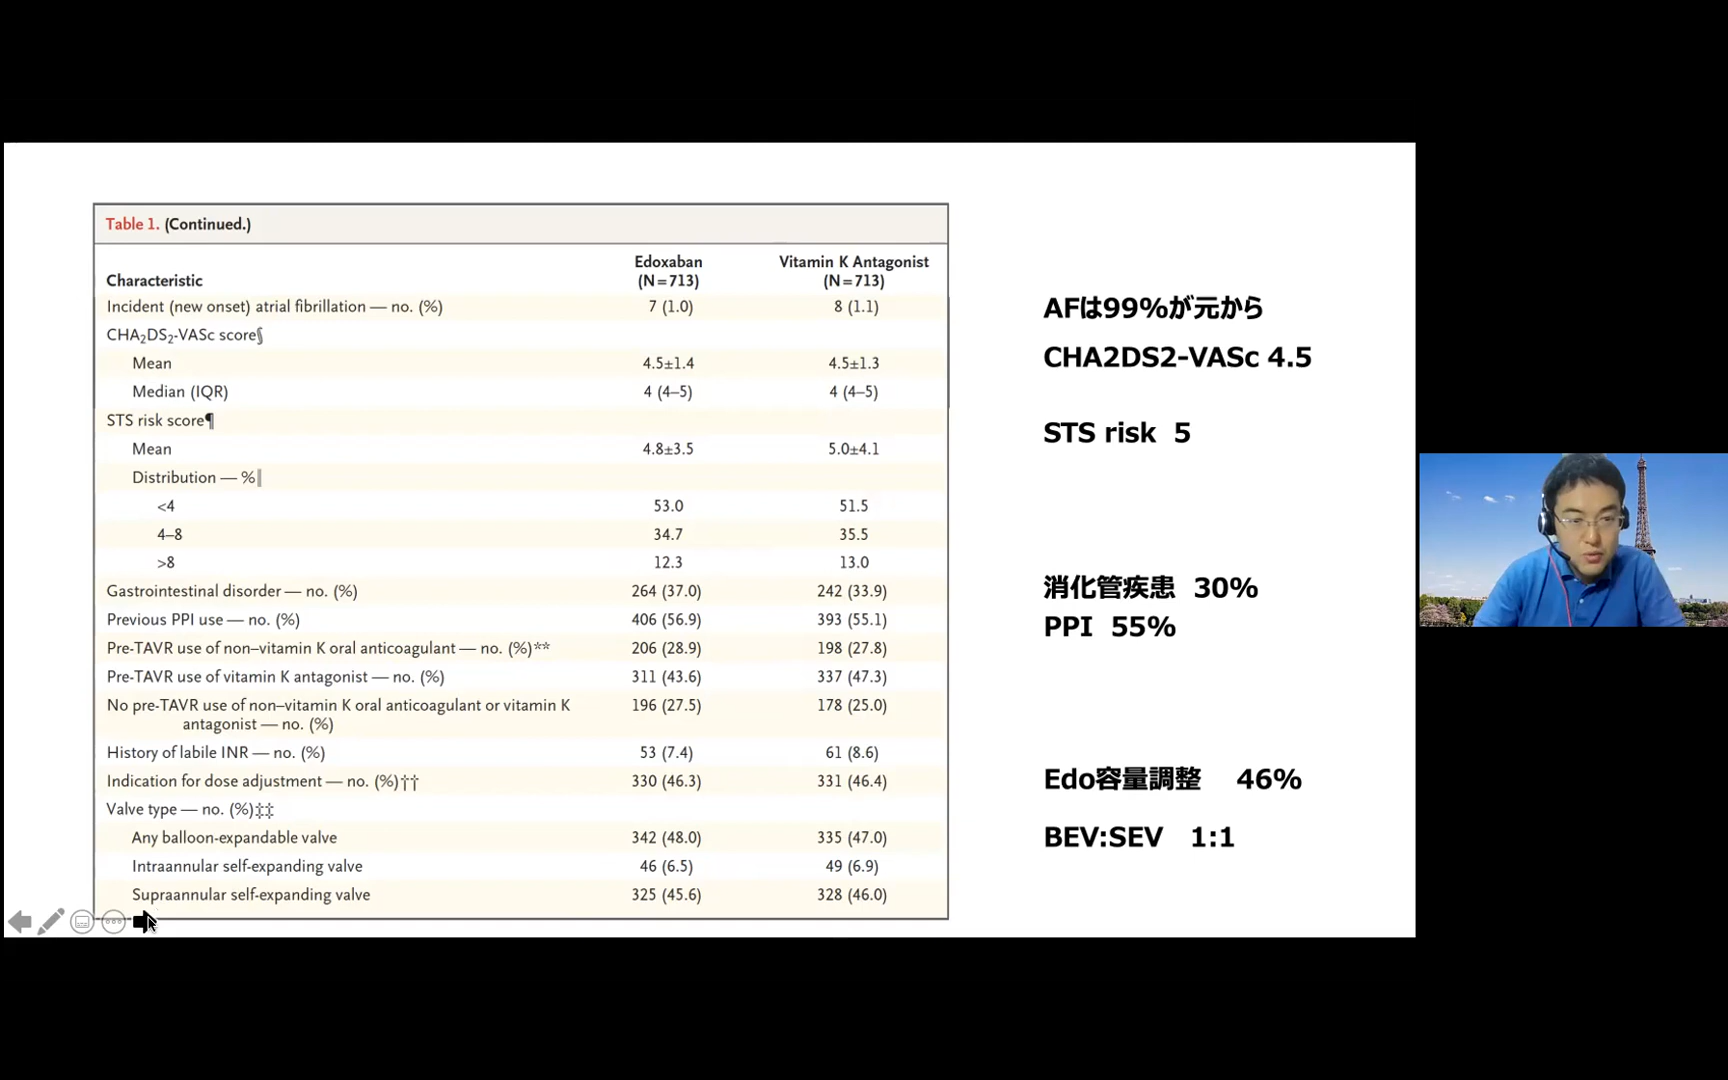 Table 1. (Continued.)
Characteristic Edoxaban (N=713) Vitamin K Antagonist (N=713)
Incident (new onset) atrial fibrillation — no. (%) 7 (1.0) 8 (1.1)
CHA2DS2-VASc score§
Mean 4.5±1.4 4.5±1.3
Median (IQR) 4 (4–5) 4 (4–5)
STS risk score¶
Mean 4.8±3.5 5.0±4.1
Distribution — %‖
<4 53.0 51.5
4–8 34.7 35.5
>8 12.3 13.0
Gastrointestinal disorder — no. (%) 264 (37.0) 242 (33.9)
Previous PPI use — no. (%) 406 (56.9) 393 (55.1)
Pre-TAVR use of non–vitamin K oral anticoagulant — no. (%)** 206 (28.9) 198 (27.8)
Pre-TAVR use of vitamin K antagonist — no. (%) 311 (43.6) 337 (47.3)
No pre-TAVR use of non–vitamin K oral anticoagulant or vitamin K 196 (27.5) 178 (25.0)
antagonist — no. (%)
History of labile INR — no. (%) 53 (7.4) 61 (8.6)
Indication for dose adjustment — no. (%)†† 330 (46.3) 331 (46.4)
Valve type — no. (%)‡‡
Any balloon-expandable valve 342 (48.0) 335 (47.0)
Intraannular self-expanding valve 46 (6.5) 49 (6.9)
Supraannular self-expanding valve 325 (45.6) 328 (46.0)
AFは99%が元から
CHA2DS2-VASc 4.5
STS risk 5
消化管疾患 30%
PPI 55%
Edo容量調整 46%
BEV:SEV 1:1